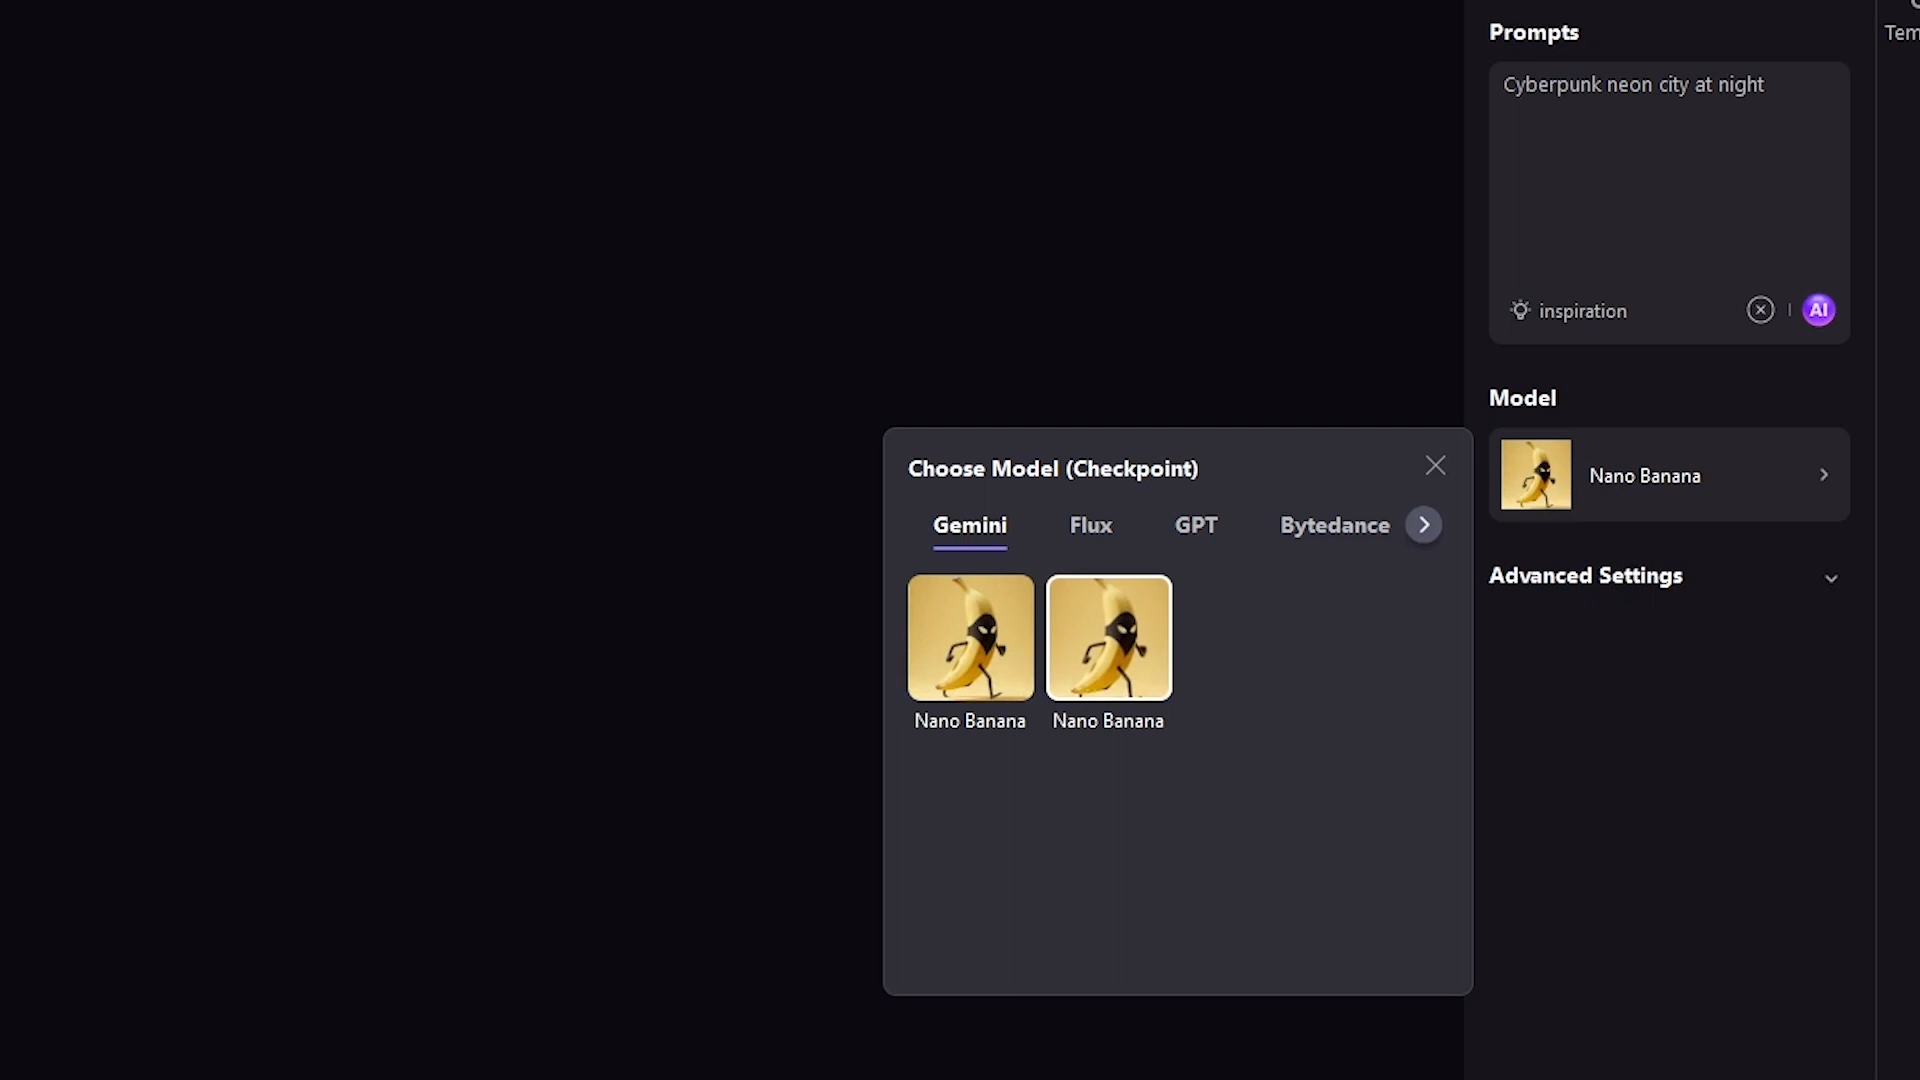 Prompts
Tem
Cyberpunk neon city at night
inspiration
AI
Model
Nano Banana
Choose Model (Checkpoint)
Gemini
Flux
GPT
Bytedance
Nano Banana
Nano Banana
Advanced Settings